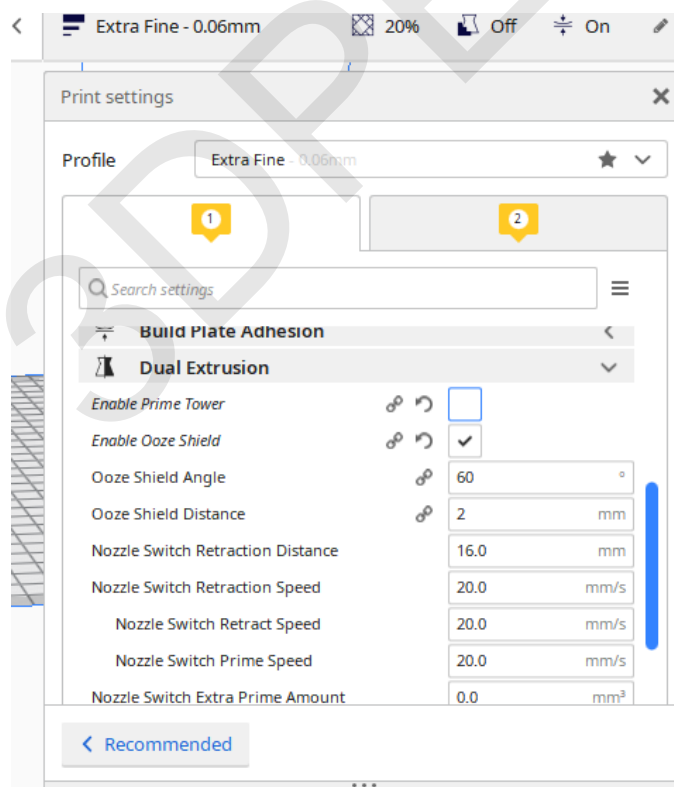 Extra Fine - 0.06mm 20% Off On
Print settings
Profile Extra Fine - 0.06mm
1 2
Search settings
Build Plate Adhesion
Dual Extrusion
Enable Prime Tower
Enable Ooze Shield
Ooze Shield Angle 60 °
Ooze Shield Distance 2 mm
Nozzle Switch Retraction Distance 16.0 mm
Nozzle Switch Retraction Speed 20.0 mm/s
Nozzle Switch Retract Speed 20.0 mm/s
Nozzle Switch Prime Speed 20.0 mm/s
Nozzle Switch Extra Prime Amount 0.0 mm³
Recommended